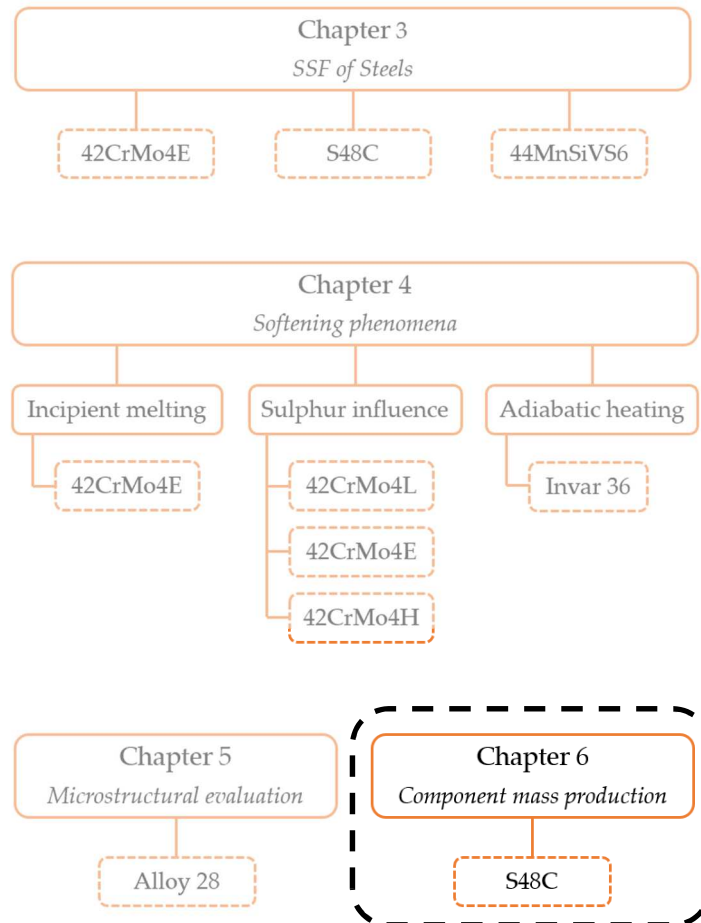 Chapter 3
SSF of Steels
42CrMo4E
S48C
44MnSiVS6
Chapter 4
Softening phenomena
Incipient melting
Sulphur influence
Adiabatic heating
42CrMo4E
42CrMo4L
Invar 36
42CrMo4E
42CrMo4H
Chapter 5
Microstructural evaluation
Alloy 28
Chapter 6
Component mass production
S48C